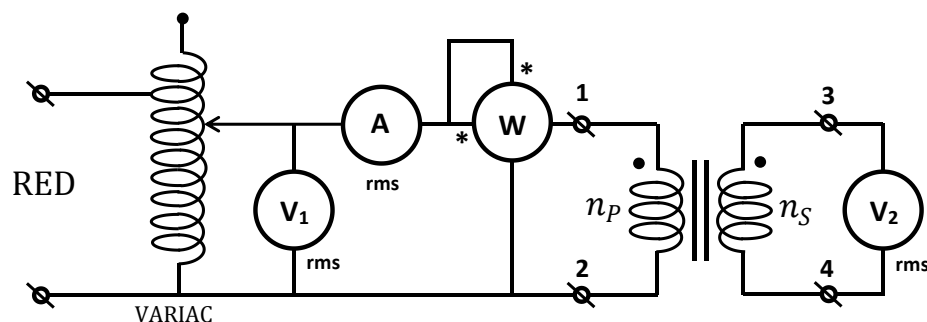 RED
VARIAC
V1
rms
A
rms
*
*
W
1
2
nP
nS
3
4
V2
rms